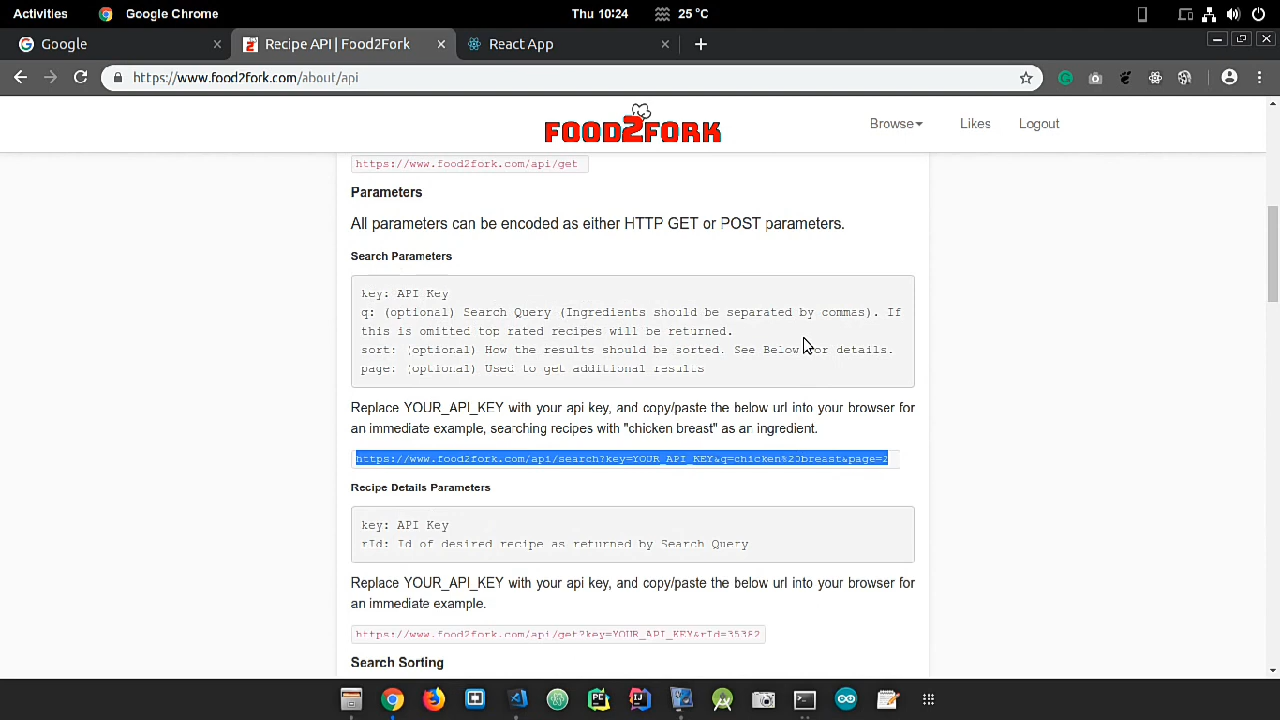 Activities
Google Chrome
Thu 10:24
25 °C
Google
Recipe API | Food2Fork
React App
https://www.food2fork.com/about/api
FOOD2FORK
Browse
Likes
Logout
https://www.food2fork.com/api/get
Parameters
All parameters can be encoded as either HTTP GET or POST parameters.
Search Parameters
key: API Key
q: (optional) Search Query (Ingredients should be separated by commas). If
this is omitted top rated recipes will be returned.
sort: (optional) How the results should be sorted. See Below for details.
page: (optional) Used to get additional results
Replace YOUR_API_KEY with your api key, and copy/paste the below url into your browser for
an immediate example, searching recipes with "chicken breast" as an ingredient.
https://www.food2fork.com/api/search?key=YOUR_API_KEY&q=chicken%20breast&page=2
Recipe Details Parameters
key: API Key
rId: Id of desired recipe as returned by Search Query
Replace YOUR_API_KEY with your api key, and copy/paste the below url into your browser for
an immediate example.
https://www.food2fork.com/api/get?key=YOUR_API_KEY&rId=35382
Search Sorting